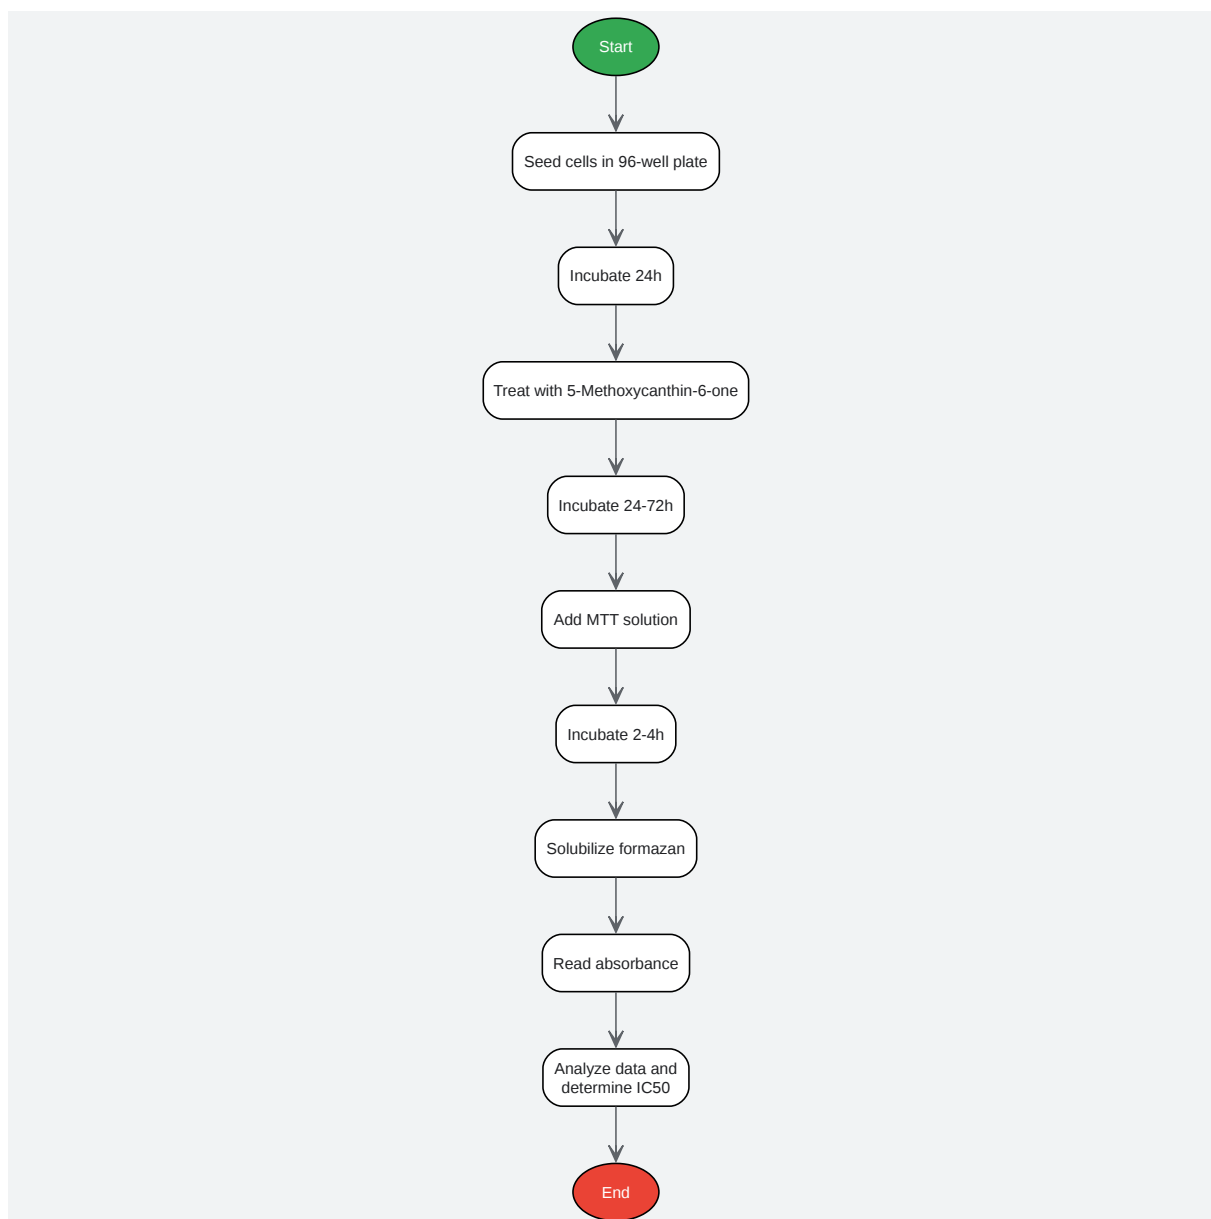 Start
Seed cells in 96-well plate
Incubate 24h
Treat with 5-Methoxycanthin-6-one
Incubate 24-72h
Add MTT solution
Incubate 2-4h
Solubilize formazan
Read absorbance
Analyze data and
determine IC50
End